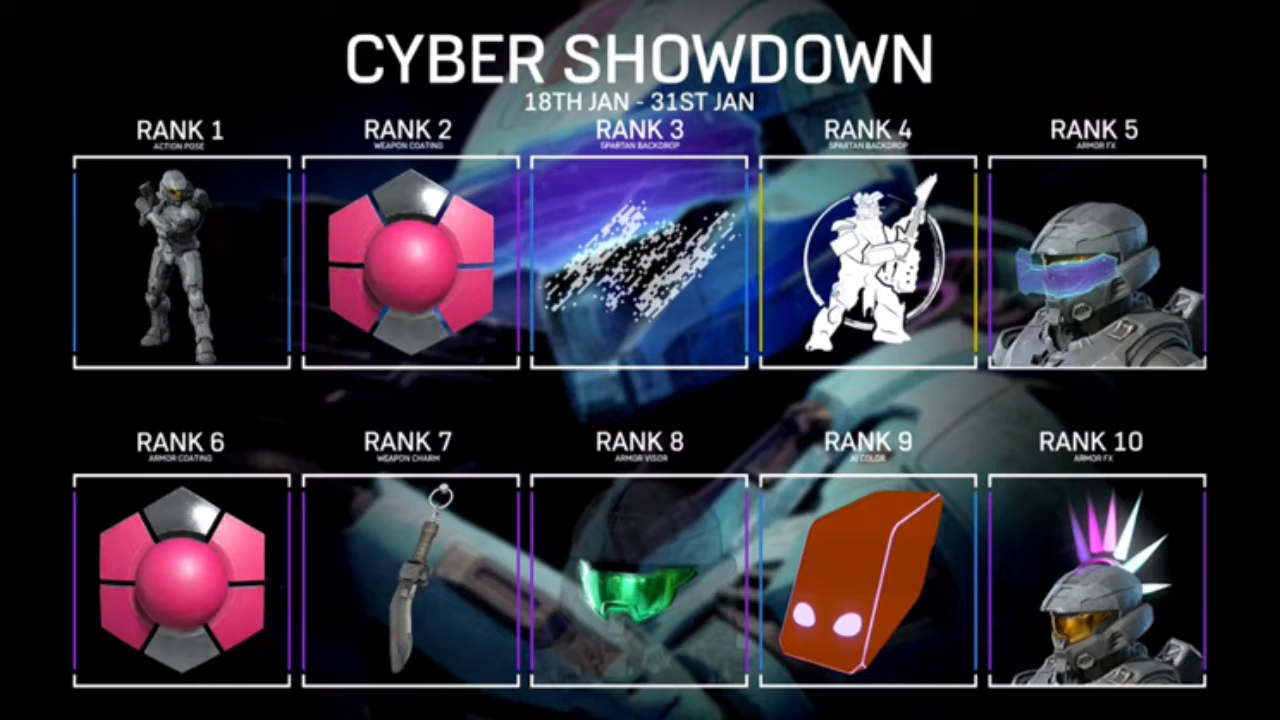 CYBER SHOWDOWN
18TH JAN - 31ST JAN
RANK 1
ACTION POSE
RANK 2
WEAPON COATING
RANK 3
SPARTAN BACKDROP
RANK 4
SPARTAN BACKDROP
RANK 5
ARMOR FX
RANK 6
ARMOR COATING
RANK 7
WEAPON CHARM
RANK 8
ARMOR VISOR
RANK 9
AI COLOR
RANK 10
ARMOR FX